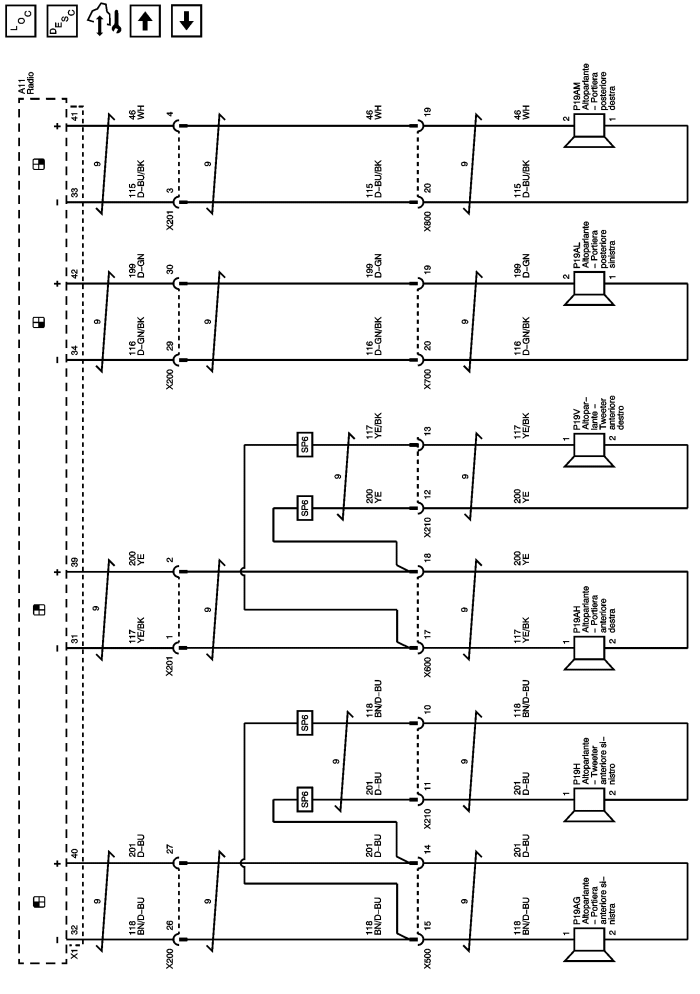 LOC
DESC
A11
Radio
41
33
42
34
39
31
40
32
X1
+
−
+
−
+
−
+
−
46
WH
4
46
WH
19
46
WH
2
1
P19AM
Altoparlante
– Portiera
posteriore
destra
9
9
9
115
D–BU/BK
3
X201
115
D–BU/BK
20
X800
115
D–BU/BK
199
D–GN
30
199
D–GN
19
199
D–GN
2
1
P19AL
Altoparlante
– Portiera
posteriore
sinistra
9
9
9
116
D–GN/BK
29
X200
116
D–GN/BK
20
X700
116
D–GN/BK
SP6
117
YE/BK
13
117
YE/BK
1
2
P19V
Altopar–
lante –
Tweeter
anteriore
destro
9
9
SP6
200
YE
12
X210
200
YE
200
YE
2
18
200
YE
9
9
9
117
YE/BK
1
X201
17
X600
117
YE/BK
1
2
P19AH
Altoparlante
– Portiera
anteriore
destra
SP6
118
BN/D–BU
10
118
BN/D–BU
9
9
SP6
201
D–BU
11
X210
201
D–BU
1
2
P19H
Altoparlante
– Tweeter
anteriore si–
nistro
201
D–BU
27
201
D–BU
14
201
D–BU
9
9
9
118
BN/D–BU
26
X200
118
BN/D–BU
15
X500
118
BN/D–BU
1
2
P19AG
Altoparlante
– Portiera
anteriore si–
nistra